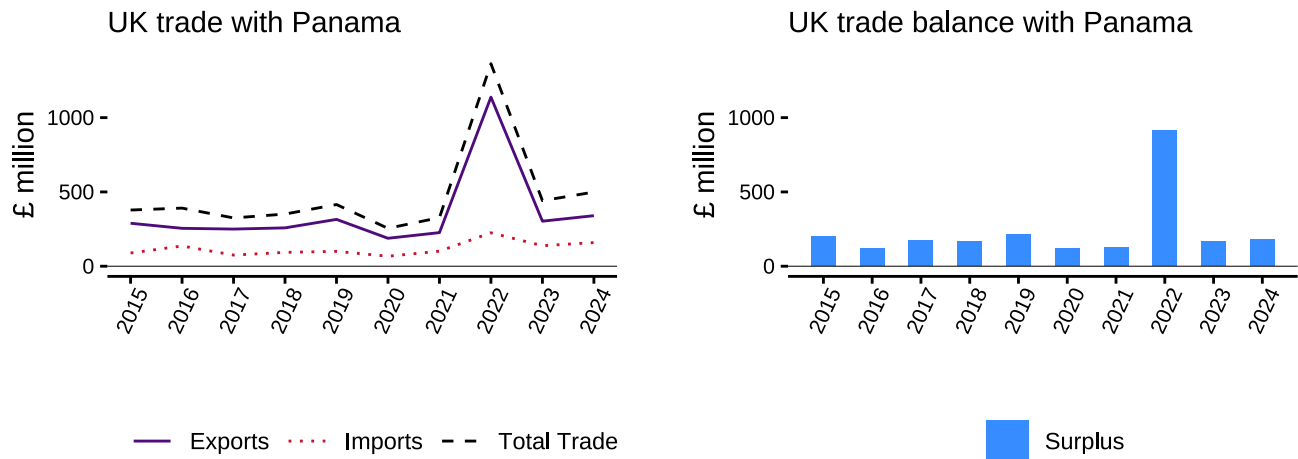 UK trade with Panama
£ million
1000
500
0
2015 2016 2017 2018 2019 2020 2021 2022 2023 2024
Exports Imports Total Trade
UK trade balance with Panama
£ million
1000
500
0
2015 2016 2017 2018 2019 2020 2021 2022 2023 2024
Surplus